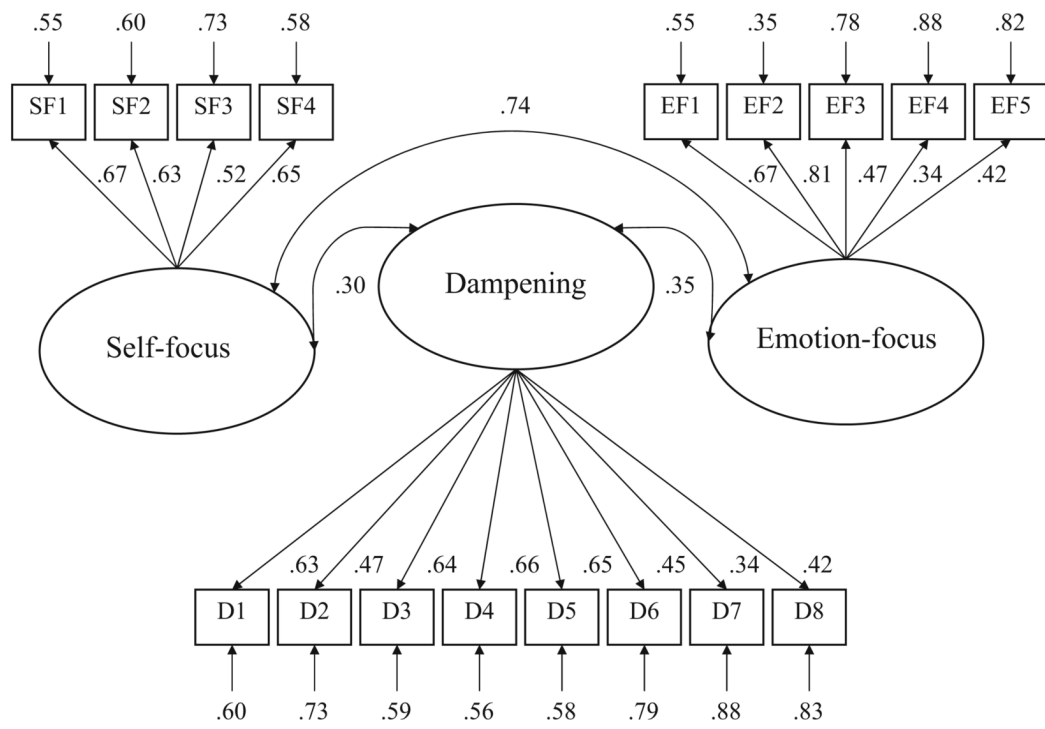 .55 .60 .73 .58 .55 .35 .78 .88 .82
SF1 SF2 SF3 SF4 EF1 EF2 EF3 EF4 EF5
.74
.67 .63 .52 .65 .67 .81 .47 .34 .42
Dampening
.30 .35
Self-focus Emotion-focus
.63 .47 .64 .66 .65 .45 .34 .42
D1 D2 D3 D4 D5 D6 D7 D8
.60 .73 .59 .56 .58 .79 .88 .83